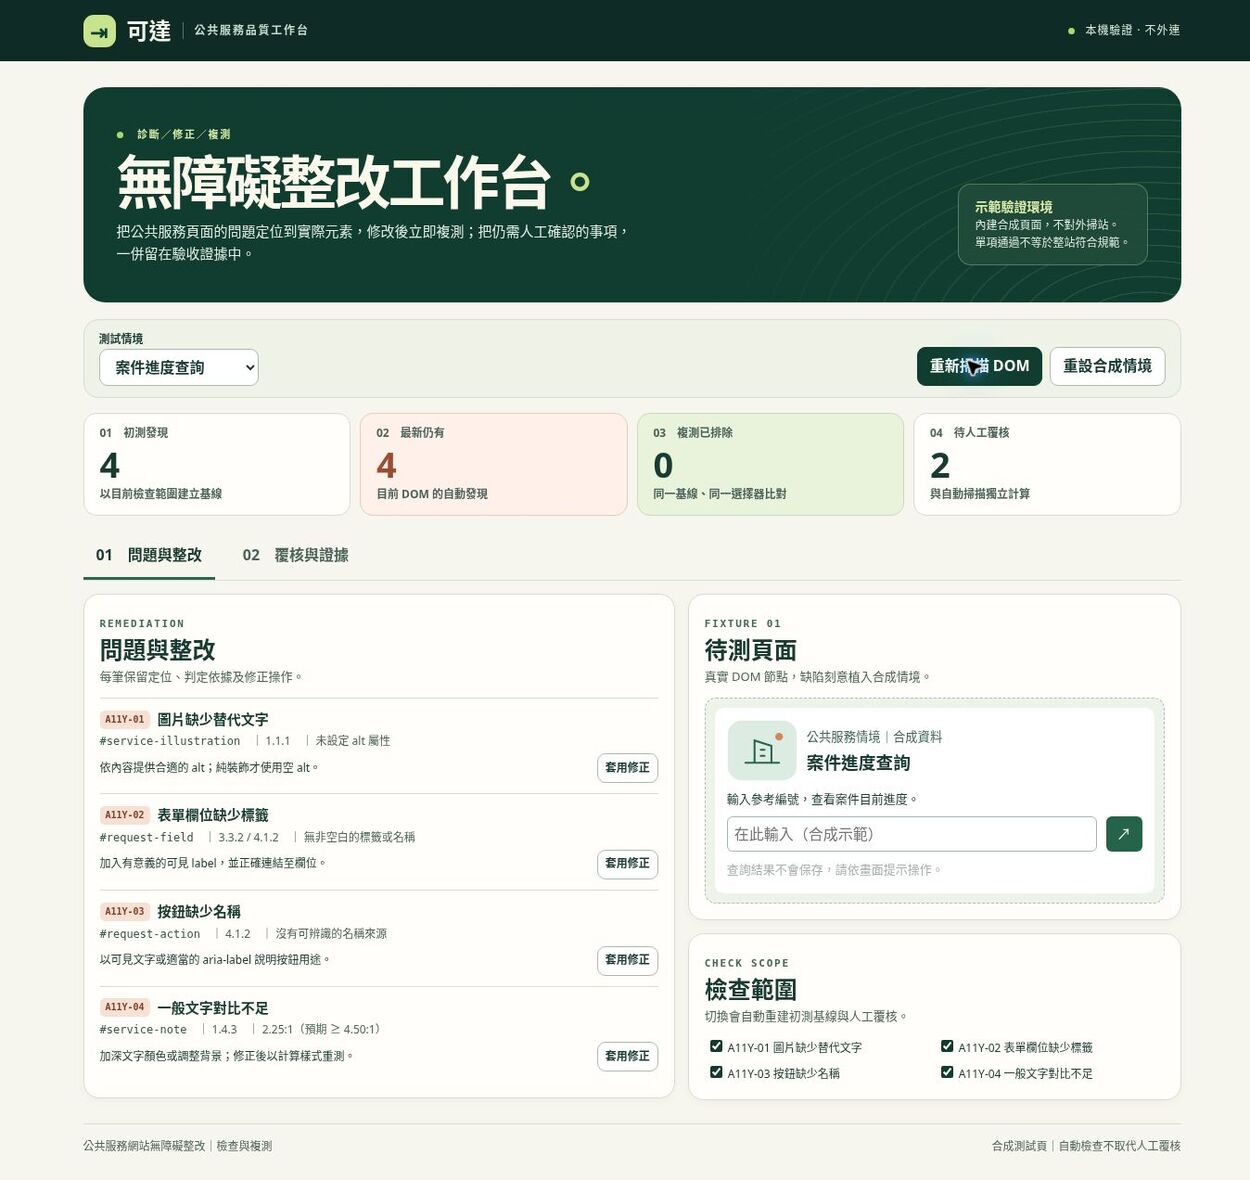 可達
公共服務品質工作台
本機驗證 · 不外連
診斷／修正／複測
無障礙整改工作台。
把公共服務頁面的問題定位到實際元素，修改後立即複測；把仍需人工確認的事項，
一併留在驗收證據中。
示範驗證環境
內建合成頁面，不對外掃站。
單項通過不等於整站符合規範。
測試情境
案件進度查詢
重新掃描 DOM
重設合成情境
01 初測發現
4
以目前檢查範圍建立基線
02 最新仍有
4
目前 DOM 的自動發現
03 複測已排除
0
同一基線、同一選擇器比對
04 待人工覆核
2
與自動掃描獨立計算
01 問題與整改
02 覆核與證據
REMEDIATION
問題與整改
每筆保留定位、判定依據及修正操作。
A11Y-01 圖片缺少替代文字
#service-illustration ｜1.1.1 ｜未設定 alt 屬性
依內容提供合適的 alt；純裝飾才使用空 alt。
套用修正
A11Y-02 表單欄位缺少標籤
#request-field ｜3.3.2 / 4.1.2 ｜無非空白的標籤或名稱
加入有意義的可見 label，並正確連結至欄位。
套用修正
A11Y-03 按鈕缺少名稱
#request-action ｜4.1.2 ｜沒有可辨識的名稱來源
以可見文字或適當的 aria-label 說明按鈕用途。
套用修正
A11Y-04 一般文字對比不足
#service-note ｜1.4.3 ｜2.25:1（預期 ≥ 4.50:1）
加深文字顏色或調整背景；修正後以計算樣式重測。
套用修正
FIXTURE 01
待測頁面
真實 DOM 節點，缺陷刻意植入合成情境。
公共服務情境｜合成資料
案件進度查詢
輸入參考編號，查看案件目前進度。
在此輸入（合成示範）
↗
查詢結果不會保存，請依畫面提示操作。
CHECK SCOPE
檢查範圍
切換會自動重建初測基線與人工覆核。
A11Y-01 圖片缺少替代文字
A11Y-02 表單欄位缺少標籤
A11Y-03 按鈕缺少名稱
A11Y-04 一般文字對比不足
公共服務網站無障礙整改｜檢查與複測
合成測試頁｜自動檢查不取代人工覆核